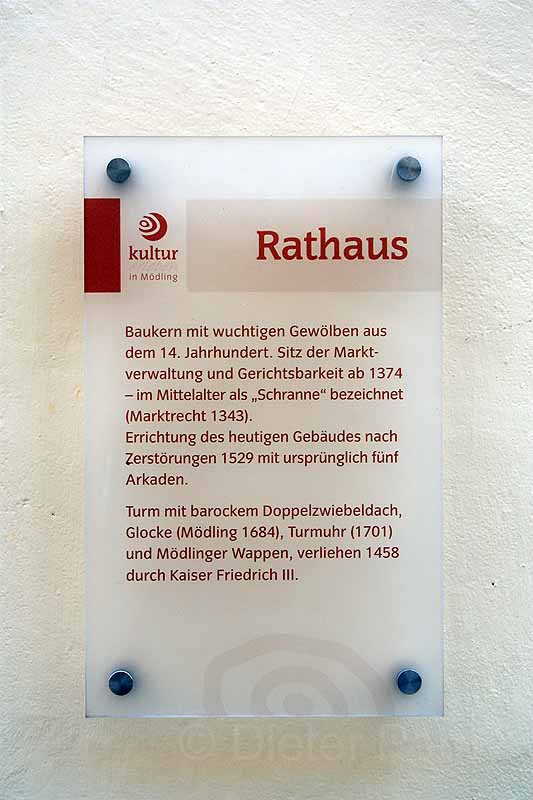 kultur
erleben
in Mödling
Rathaus
Baukern mit wuchtigen Gewölben aus
dem 14. Jahrhundert. Sitz der Markt-
verwaltung und Gerichtsbarkeit ab 1374
– im Mittelalter als „Schranne“ bezeichnet
(Marktrecht 1343).
Errichtung des heutigen Gebäudes nach
Zerstörungen 1529 mit ursprünglich fünf
Arkaden.
Turm mit barockem Doppelzwiebeldach,
Glocke (Mödling 1684), Turmuhr (1701)
und Mödlinger Wappen, verliehen 1458
durch Kaiser Friedrich III.
© Dieter